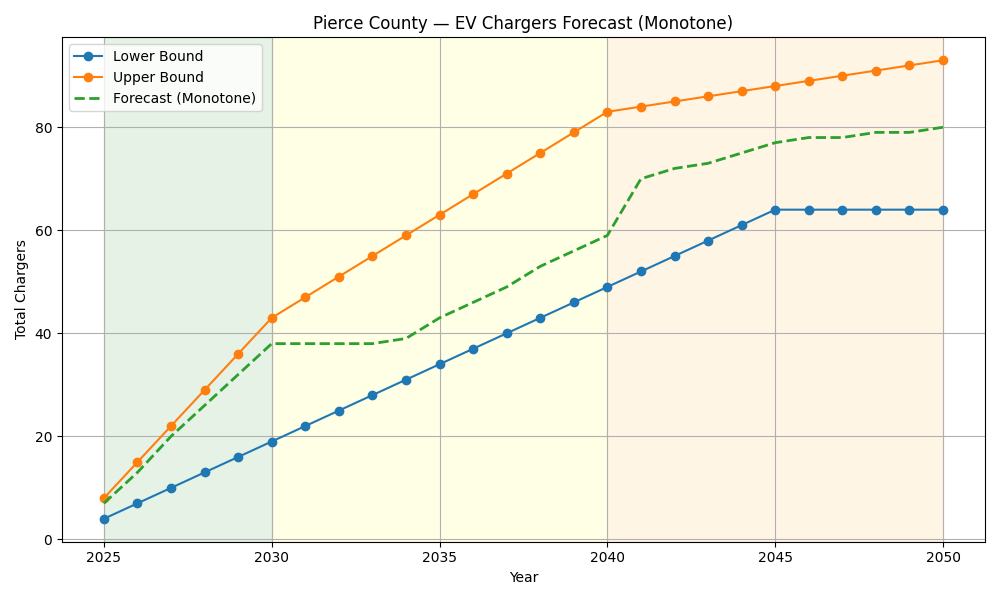 Pierce County — EV Chargers Forecast (Monotone)
Lower Bound
Upper Bound
Forecast (Monotone)
Total Chargers
80
60
40
20
0
2025 2030 2035 2040 2045 2050
Year